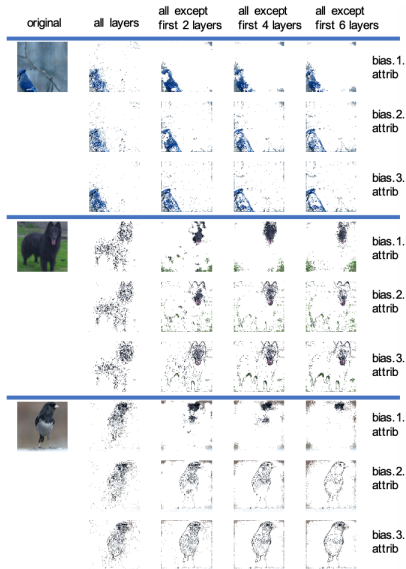 original
all layers
all except
first 2 layers
all except
first 4 layers
all except
first 6 layers
bias.1.
attrib
bias.2.
attrib
bias.3.
attrib
bias.1.
attrib
bias.2.
attrib
bias.3.
attrib
bias.1.
attrib
bias.2.
attrib
bias.3.
attrib